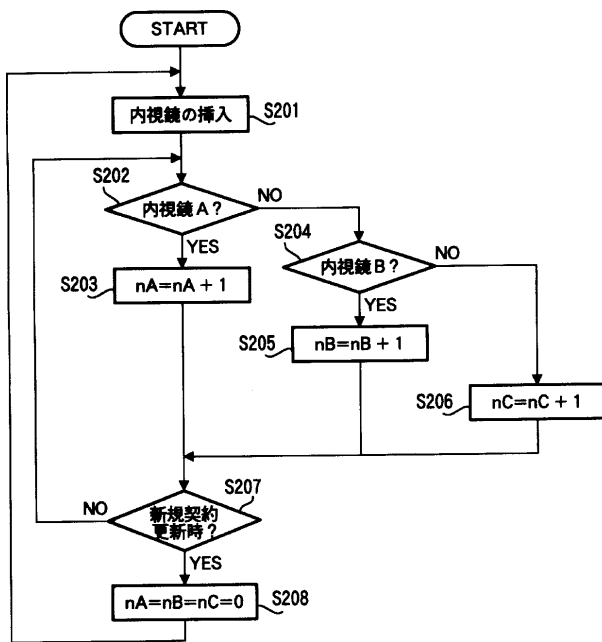 START
内視鏡の挿入
S201
S202
内視鏡A?
NO
YES
S204
内視鏡B?
NO
YES
S203
nA=nA+1
S205
nB=nB+1
S206
nC=nC+1
S207
新規契約
更新時?
NO
YES
nA=nB=nC=0
S208